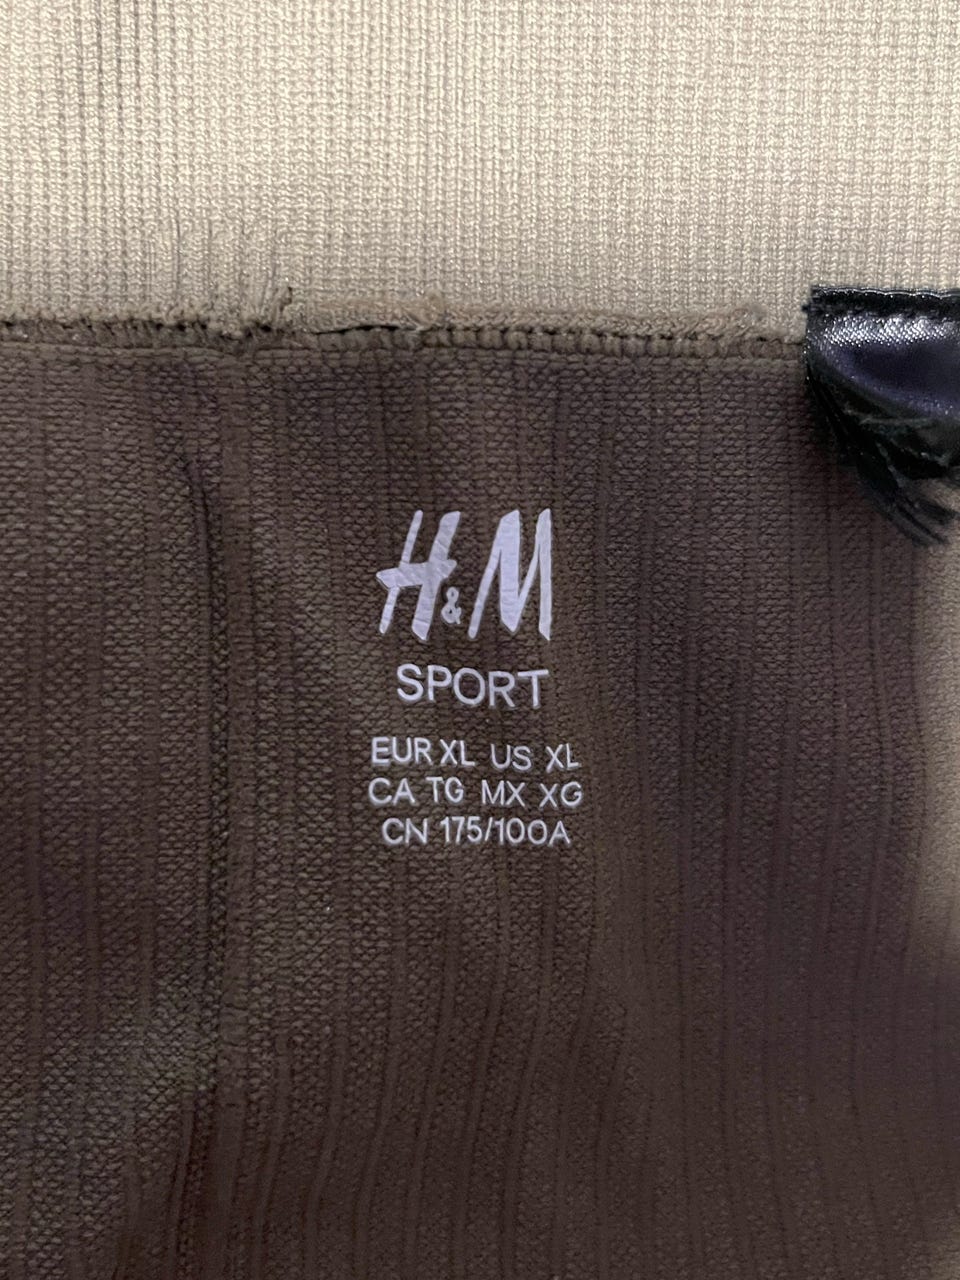 H&M
SPORT
EUR XL US XL
CA TG MX XG
CN 175/100A